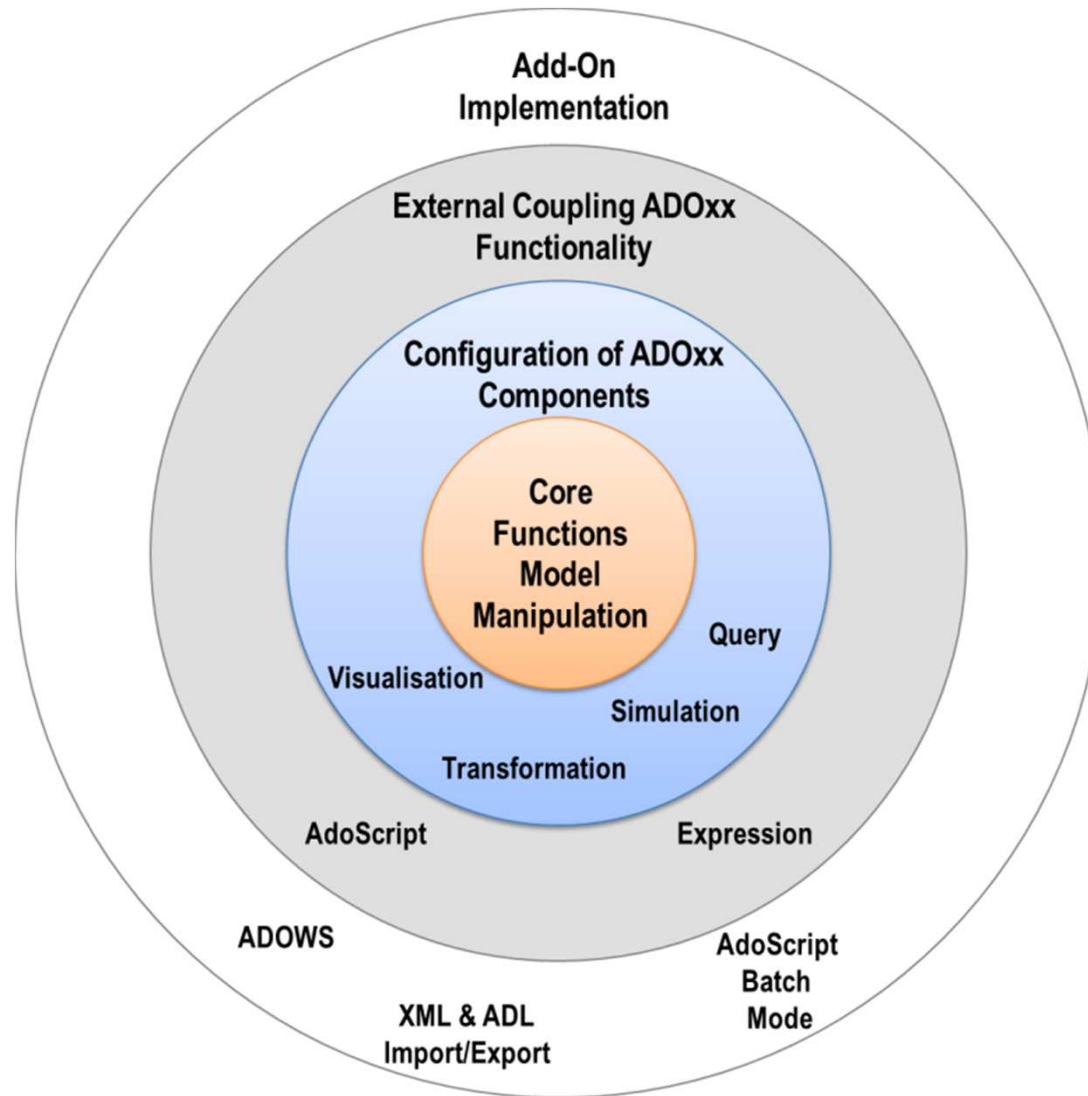 Add-On
Implementation
External Coupling ADOxx
Functionality
Configuration of ADOxx
Components
Core
Functions
Model
Manipulation
Query
Visualisation
Simulation
Transformation
AdoScript
Expression
ADOWS
AdoScript
Batch
Mode
XML & ADL
Import/Export